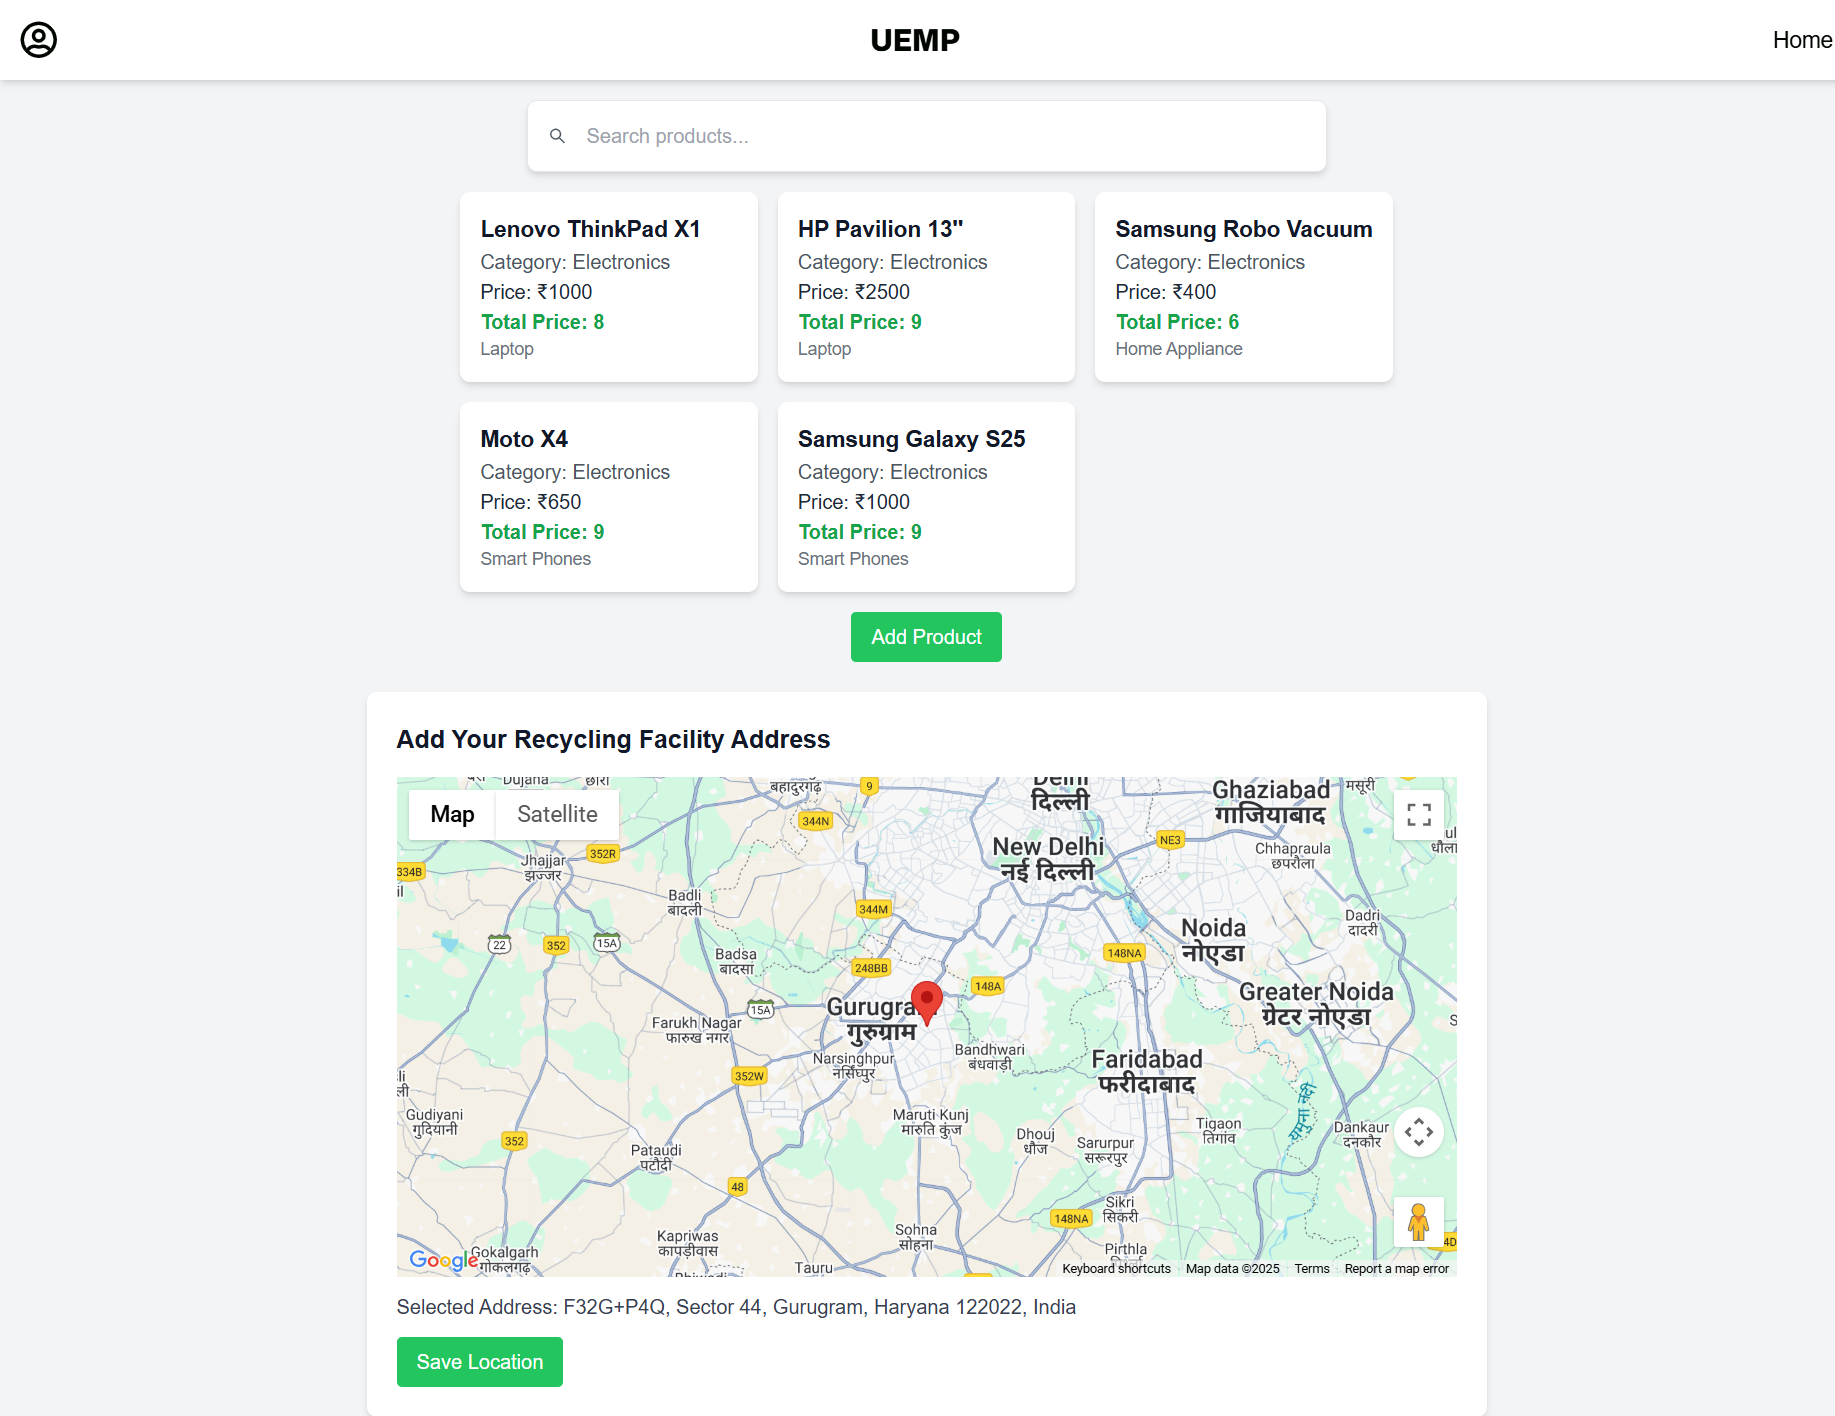 UEMP
Home
Search products...
Lenovo ThinkPad X1
Category: Electronics
Price: ₹1000
Total Price: 8
Laptop
HP Pavilion 13"
Category: Electronics
Price: ₹2500
Total Price: 9
Laptop
Samsung Robo Vacuum
Category: Electronics
Price: ₹400
Total Price: 6
Home Appliance
Moto X4
Category: Electronics
Price: ₹650
Total Price: 9
Smart Phones
Samsung Galaxy S25
Category: Electronics
Price: ₹1000
Total Price: 9
Smart Phones
Add Product
Add Your Recycling Facility Address
Map
Satellite
Dujana
बहादुरगढ़
9
Delhi
दिल्ली
Ghaziabad
गाजियाबाद
मसूरी
344N
New Delhi
नई दिल्ली
NE3
Chhapraula
छपरौला
Jhajjar
झज्जर
352R
334B
Badli
बादली
344M
Dadri
दादरी
Noida
नोएडा
22
352
15A
Badsa
बादसा
248BB
148NA
148A
Greater Noida
ग्रेटर नोएडा
15A
Gurugram
गुरुग्राम
Farukh Nagar
फारुख नगर
Bandhwari
बंधवाड़ी
Narsinghpur
नर्सिंघपुर
Faridabad
फरीदाबाद
352W
Gudiyani
गुदियानी
Maruti Kunj
मारुति कुंज
यमुना नदी
Tigaon
तिगांव
Dankaur
दनकौर
352
Dhouj
धौज
Sarurpur
सरूरपुर
Pataudi
पटौदी
48
Sikri
सिकरी
148NA
Kapriwas
कापड़ीवास
Sohna
सोहना
4D
Gokalgarh
गोकलगढ़
Pirthla
Tauru
Google
Keyboard shortcuts
Map data ©2025
Terms
Report a map error
Selected Address: F32G+P4Q, Sector 44, Gurugram, Haryana 122022, India
Save Location